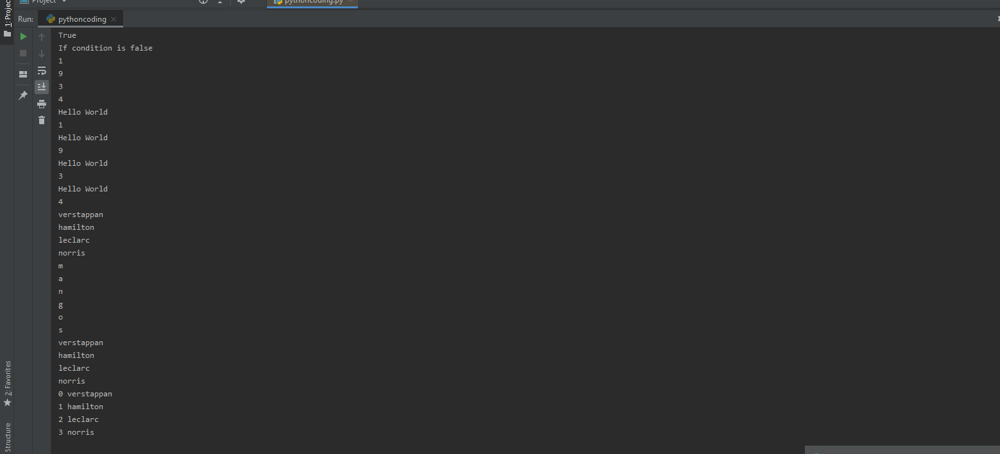 Project
pythoncoding.py
1: Project
Run:
pythoncoding
True
If condition is false
1
9
3
4
Hello World
1
Hello World
9
Hello World
3
Hello World
4
verstappan
hamilton
leclarc
norris
m
a
n
g
o
s
verstappan
hamilton
leclarc
norris
0 verstappan
1 hamilton
2 leclarc
3 norris
2: Favorites
Structure